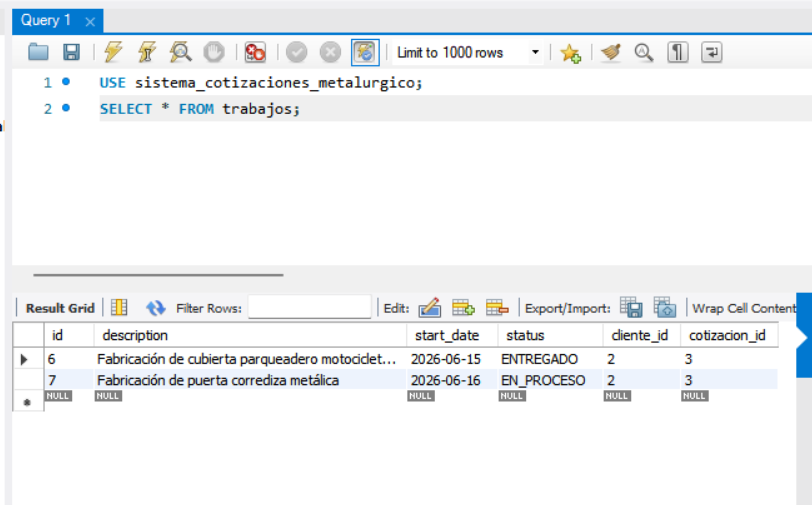 Query 1 ×
Limit to 1000 rows
1 USE sistema_cotizaciones_metalurgico;
2 SELECT * FROM trabajos;
Result Grid Filter Rows: Edit: Export/Import: Wrap Cell Content
id description start_date status cliente_id cotizacion_id
6 Fabricación de cubierta parqueadero motociclet... 2026-06-15 ENTREGADO 2 3
7 Fabricación de puerta corrediza metálica 2026-06-16 EN_PROCESO 2 3
NULL NULL NULL NULL NULL NULL